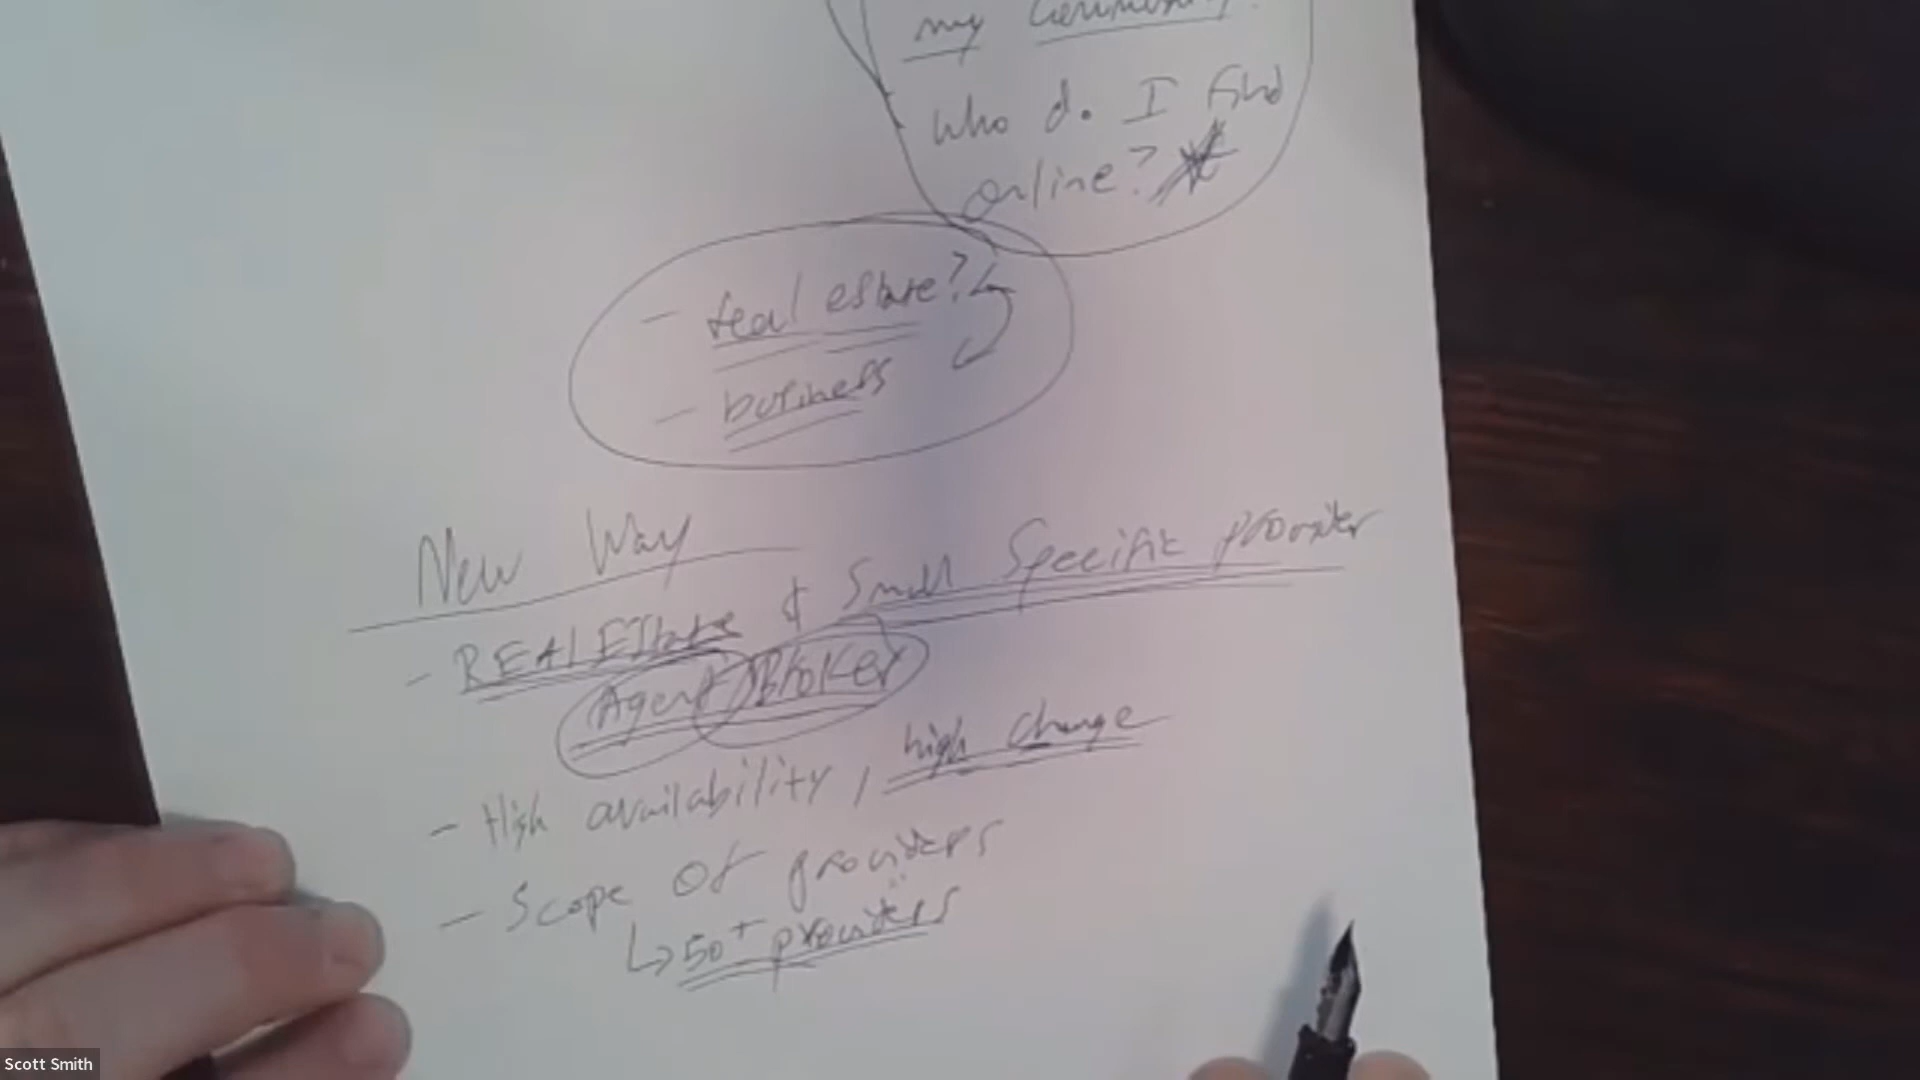 my community?
Who do I find
online?
- real estate?
- business
New Way
- REAL EState & Small Specific provider
Agent Broker
- High availability, high change
- Scope of providers
↳ 50+ providers
Scott Smith